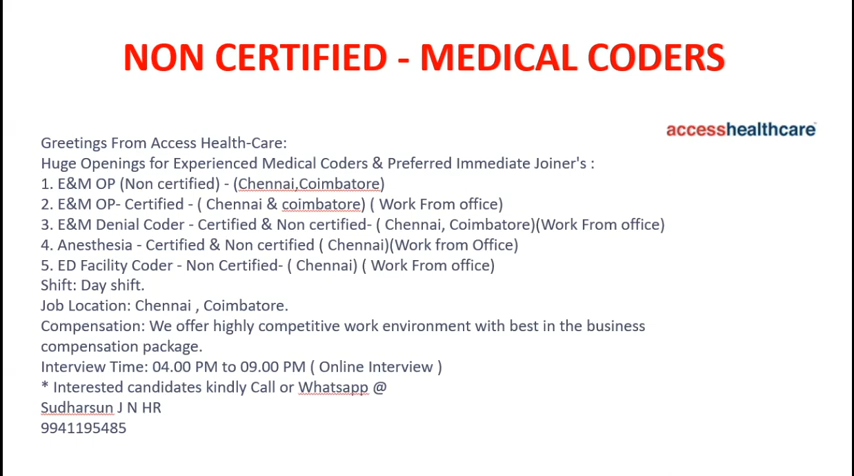 NON CERTIFIED - MEDICAL CODERS
accesshealthcare™
Greetings From Access Health-Care:
Huge Openings for Experienced Medical Coders & Preferred Immediate Joiner's :
1. E&M OP (Non certified) - (Chennai,Coimbatore)
2. E&M OP- Certified - ( Chennai & coimbatore) ( Work From office)
3. E&M Denial Coder - Certified & Non certified- ( Chennai, Coimbatore)(Work From office)
4. Anesthesia - Certified & Non certified ( Chennai)(Work from Office)
5. ED Facility Coder - Non Certified- ( Chennai) ( Work From office)
Shift: Day shift.
Job Location: Chennai , Coimbatore.
Compensation: We offer highly competitive work environment with best in the business
compensation package.
Interview Time: 04.00 PM to 09.00 PM ( Online Interview )
* Interested candidates kindly Call or Whatsapp @
Sudharsun J N HR
9941195485